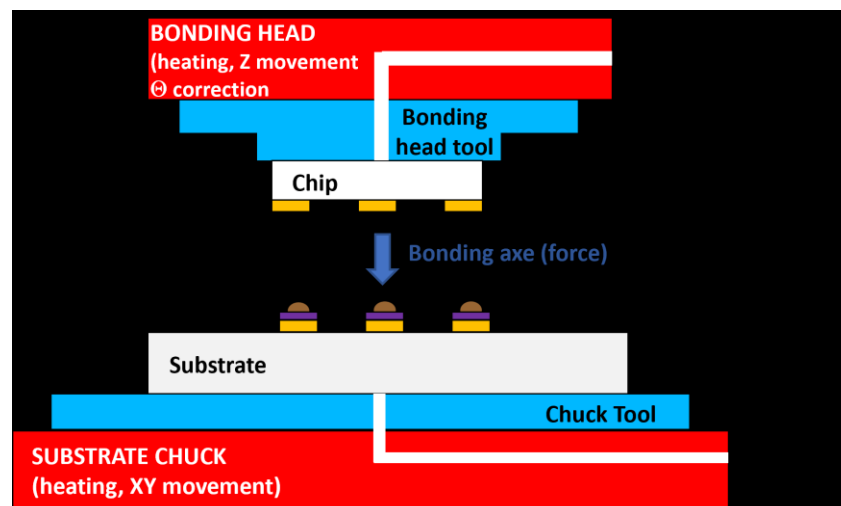 BONDING HEAD
(heating, Z movement
Θ correction
Bonding
head tool
Chip
Bonding axe (force)
Substrate
Chuck Tool
SUBSTRATE CHUCK
(heating, XY movement)